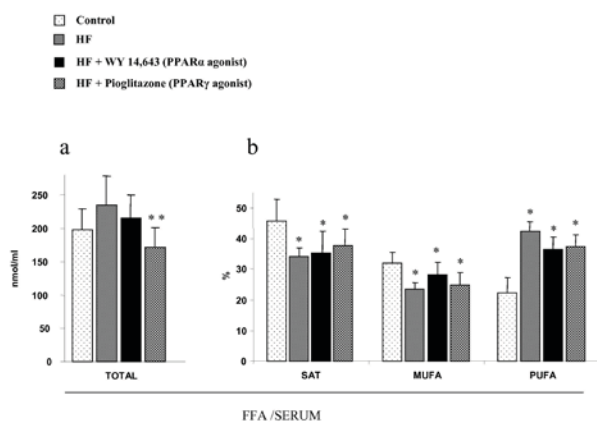 Control
HF
HF + WY 14,643 (PPARα agonist)
HF + Pioglitazone (PPARγ agonist)
a
b
nmol/ml
250
200
150
100
50
0
* *
TOTAL
%
50
40
30
20
10
0
* * *
* * *
* * *
SAT
MUFA
PUFA
FFA /SERUM